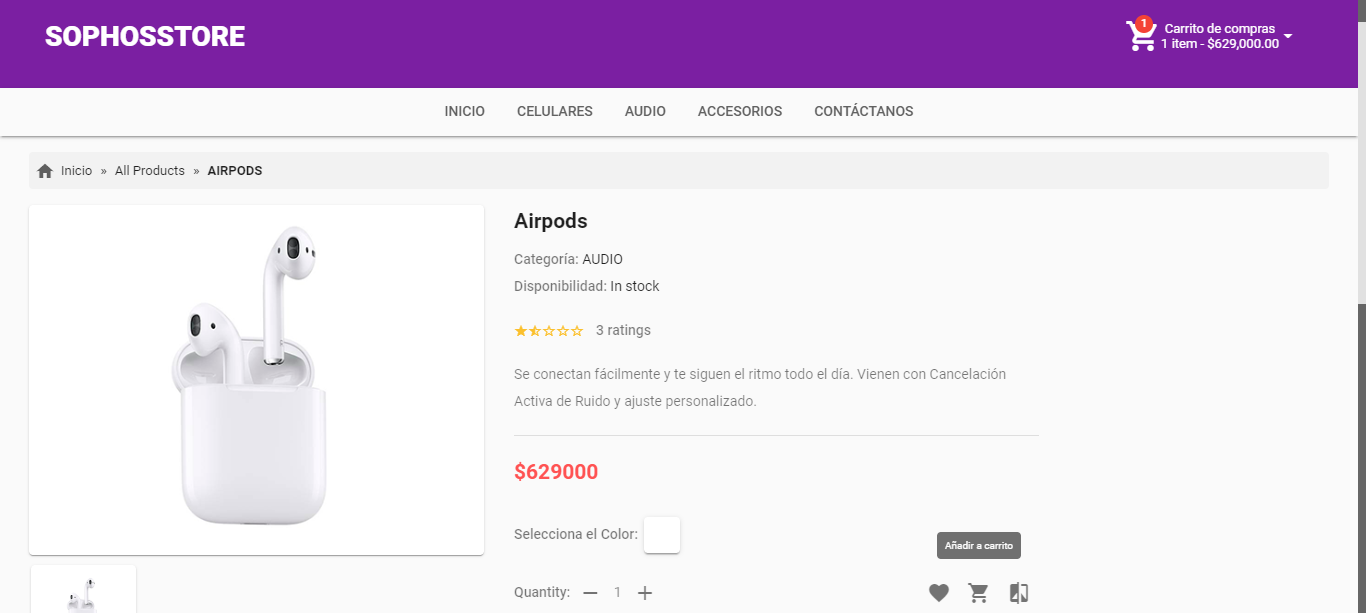 SOPHOSSTORE
1
Carrito de compras
1 item - $629,000.00
INICIO CELULARES AUDIO ACCESORIOS CONTÁCTANOS
Inicio » All Products » AIRPODS
Airpods
Categoría: AUDIO
Disponibilidad: In stock
3 ratings
Se conectan fácilmente y te siguen el ritmo todo el día. Vienen con Cancelación
Activa de Ruido y ajuste personalizado.
$629000
Selecciona el Color:
Añadir a carrito
Quantity: — 1 +